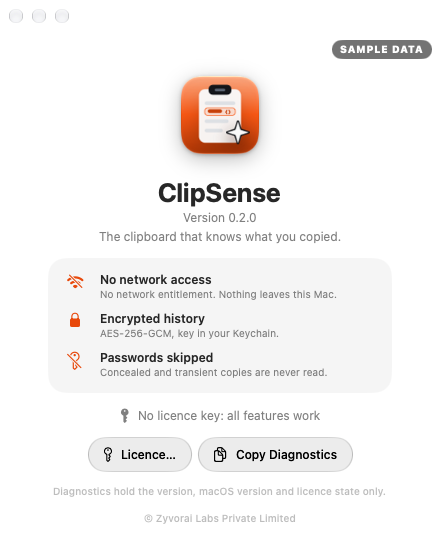 SAMPLE DATA
ClipSense
Version 0.2.0
The clipboard that knows what you copied.
No network access
No network entitlement. Nothing leaves this Mac.
Encrypted history
AES-256-GCM, key in your Keychain.
Passwords skipped
Concealed and transient copies are never read.
No licence key: all features work
Licence...
Copy Diagnostics
Diagnostics hold the version, macOS version and licence state only.
© Zyvoral Labs Private Limited